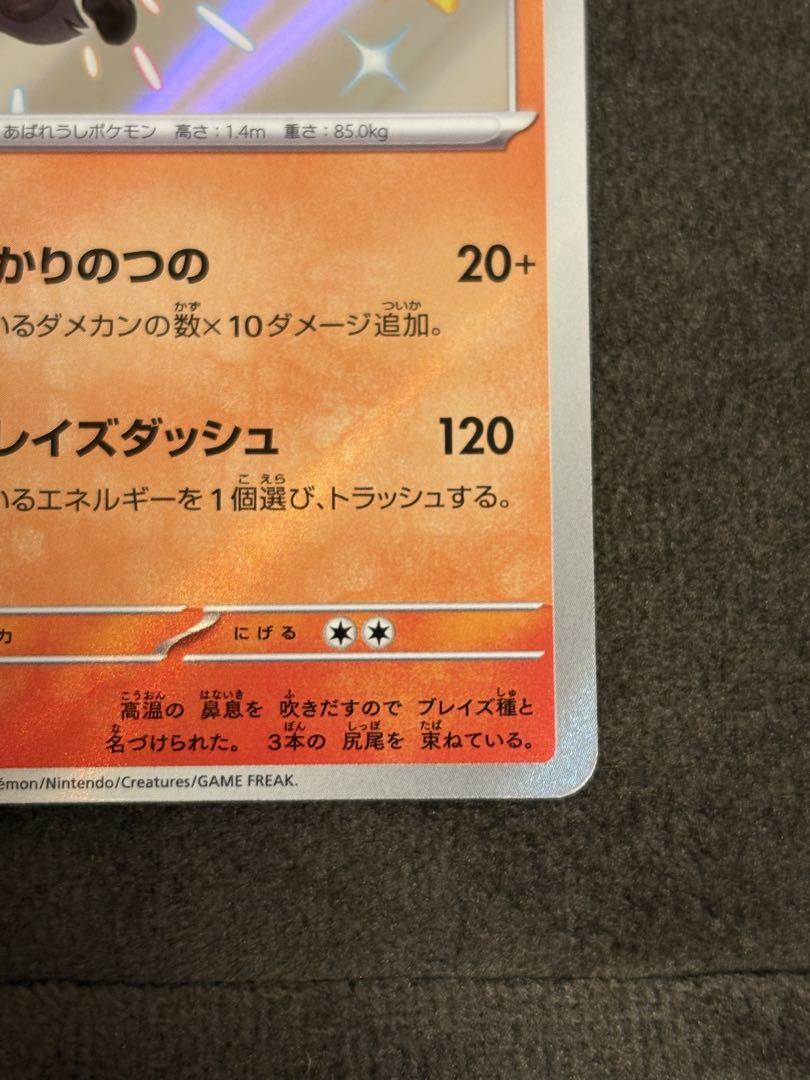 あばれうしポケモン 高さ:1.4m 重さ:85.0kg
かりのつの 20+
いるダメカンの数×10ダメージ追加。
レイズダッシュ 120
いるエネルギーを1個選び、トラッシュする。
力 にげる
高温の 鼻息を 吹きだすので ブレイズ種と
名づけられた。 3本の 尻尾を 束ねている。
émon/Nintendo/Creatures/GAME FREAK.